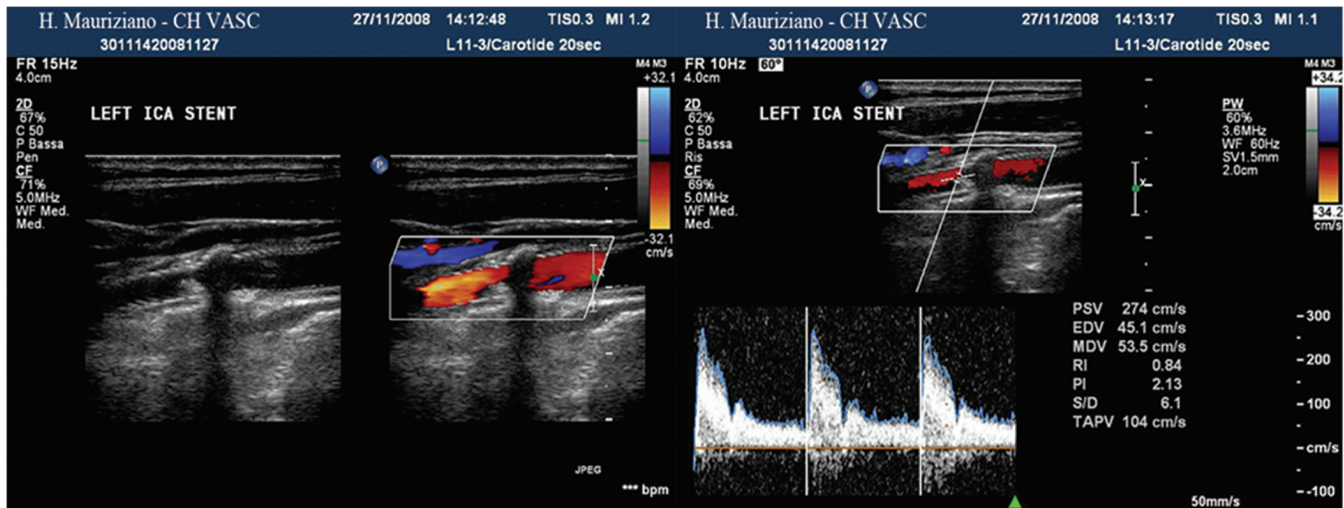 H. Mauriziano - CH VASC 27/11/2008 14:12:48 TIS0.3 MI 1.2
30111420081127 L11-3/Carotide 20sec
FR 15Hz
4.0cm
M4 M3
+32.1
2D
67%
C 50
P Bassa
Pen
CF
71%
5.0MHz
WF Med.
Med.
LEFT ICA STENT
P
x
-32.1
cm/s
JPEG
*** bpm
H. Mauriziano - CH VASC 27/11/2008 14:13:17 TIS0.3 MI 1.1
30111420081127 L11-3/Carotide 20sec
FR 10Hz 60°
4.0cm
M4 M3
+34.2
2D
62%
C 50
P Bassa
Ris
CF
69%
5.0MHz
WF Med.
Med.
LEFT ICA STENT
P
x
PW
60%
3.6MHz
WF 60Hz
SV1.5mm
2.0cm
-34.2
cm/s
PSV 274 cm/s
EDV 45.1 cm/s
MDV 53.5 cm/s
RI 0.84
PI 2.13
S/D 6.1
TAPV 104 cm/s
-300
-200
-100
cm/s
-100
50mm/s